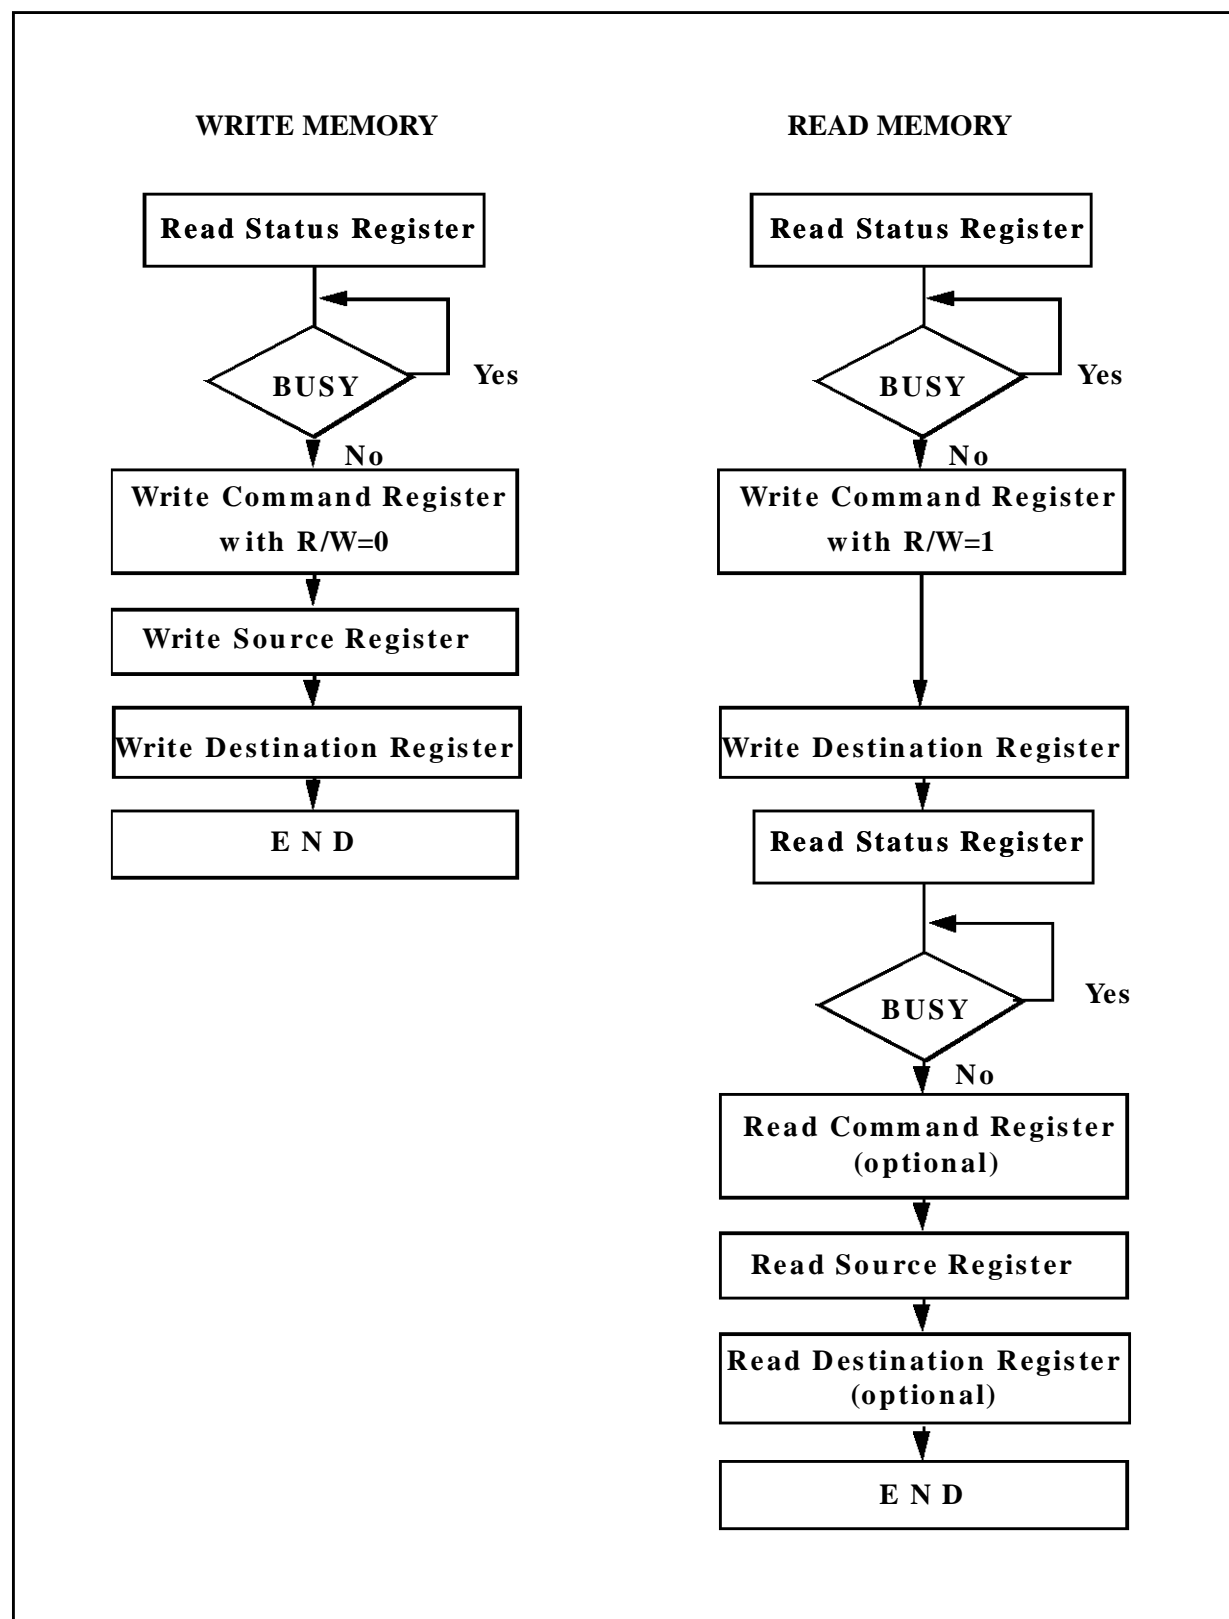 WRITE MEMORY
Read Status Register
BUSY
Yes
No
Write Command Register
with R/W=0
Write Source Register
Write Destination Register
END
READ MEMORY
Read Status Register
BUSY
Yes
No
Write Command Register
with R/W=1
Write Destination Register
Read Status Register
BUSY
Yes
No
Read Command Register
(optional)
Read Source Register
Read Destination Register
(optional)
END